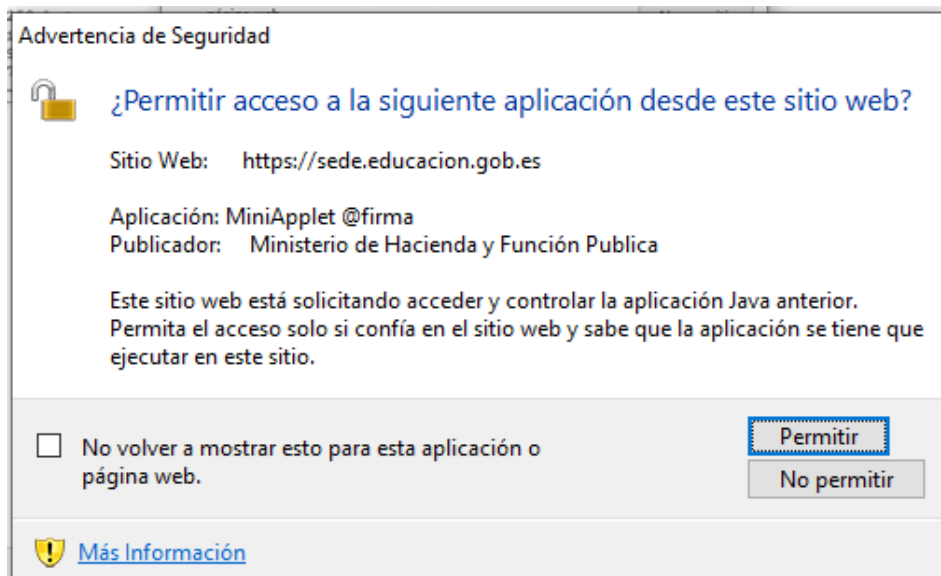 Advertencia de Seguridad
¿Permitir acceso a la siguiente aplicación desde este sitio web?
Sitio Web: https://sede.educacion.gob.es
Aplicación: MiniApplet @firma
Publicador: Ministerio de Hacienda y Función Publica
Este sitio web está solicitando acceder y controlar la aplicación Java anterior.
Permita el acceso solo si confía en el sitio web y sabe que la aplicación se tiene que
ejecutar en este sitio.
No volver a mostrar esto para esta aplicación o
página web.
Permitir
No permitir
Más Información